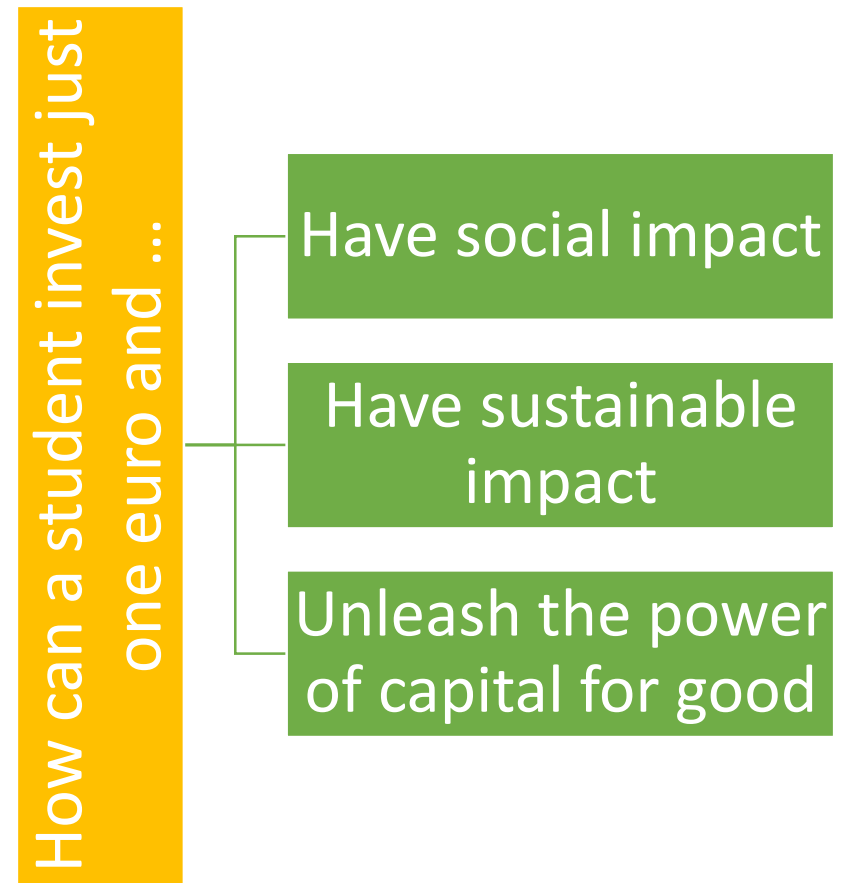 How can a student invest just
one euro and ...
Have social impact
Have sustainable
impact
Unleash the power
of capital for good